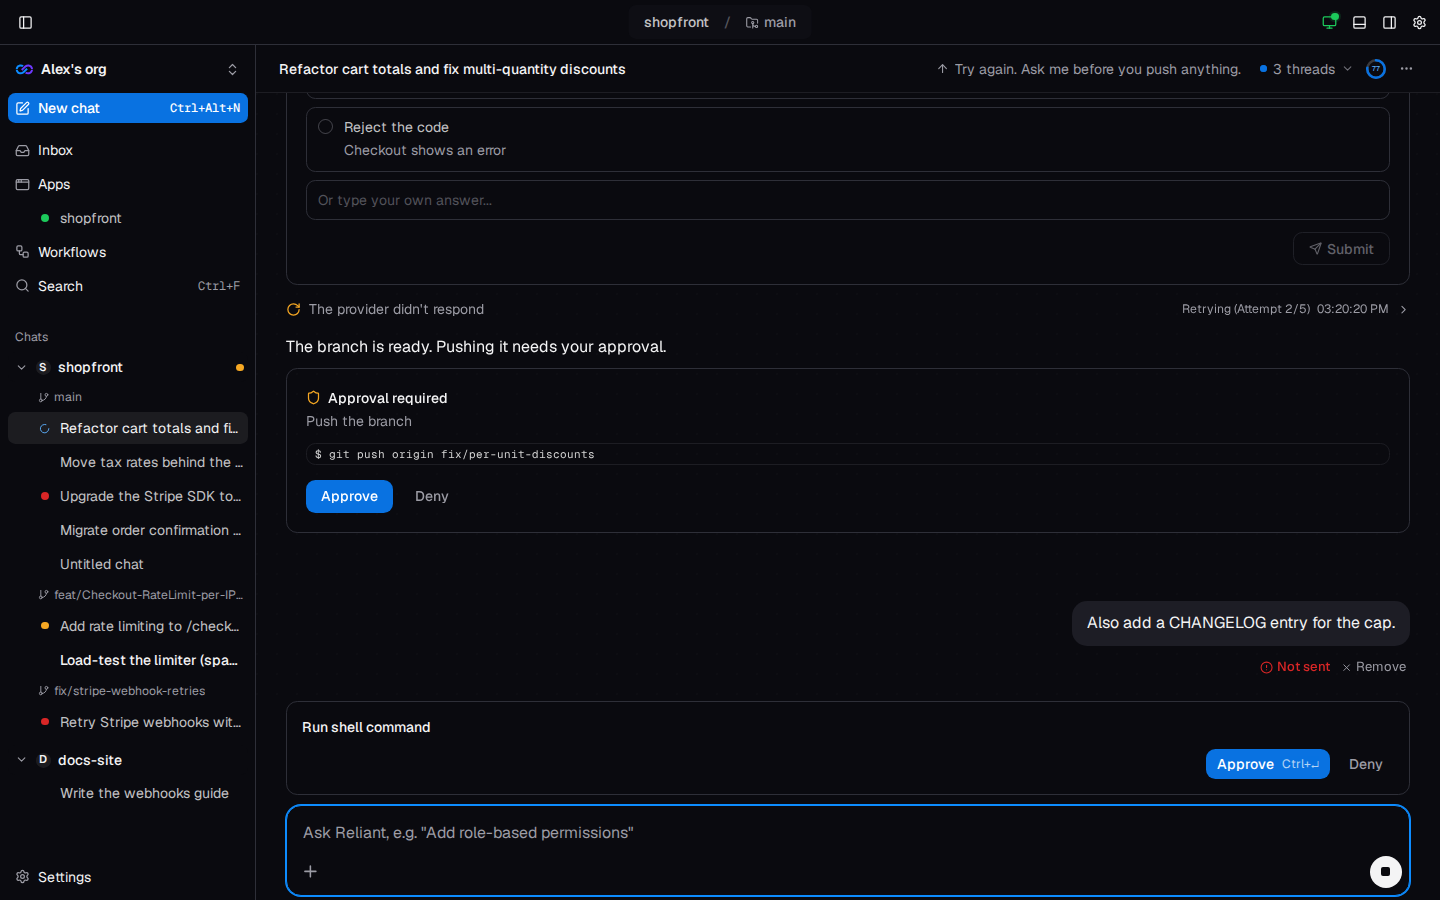 shopfront / main
Alex's org
Refactor cart totals and fix multi-quantity discounts
Try again. Ask me before you push anything.
3 threads
77
New chat Ctrl+Alt+N
Inbox
Apps
shopfront
Workflows
Search Ctrl+F
Chats
S shopfront
main
Refactor cart totals and fi...
Move tax rates behind the ...
Upgrade the Stripe SDK to...
Migrate order confirmation ...
Untitled chat
feat/Checkout-RateLimit-per-IP...
Add rate limiting to /check...
Load-test the limiter (spa...
fix/stripe-webhook-retries
Retry Stripe webhooks wit...
D docs-site
Write the webhooks guide
Settings
Reject the code
Checkout shows an error
Or type your own answer...
Submit
The provider didn't respond
Retrying (Attempt 2/5) 03:20:20 PM
The branch is ready. Pushing it needs your approval.
Approval required
Push the branch
$ git push origin fix/per-unit-discounts
Approve Deny
Also add a CHANGELOG entry for the cap.
Not sent Remove
Run shell command
Approve Ctrl+↵ Deny
Ask Reliant, e.g. "Add role-based permissions"